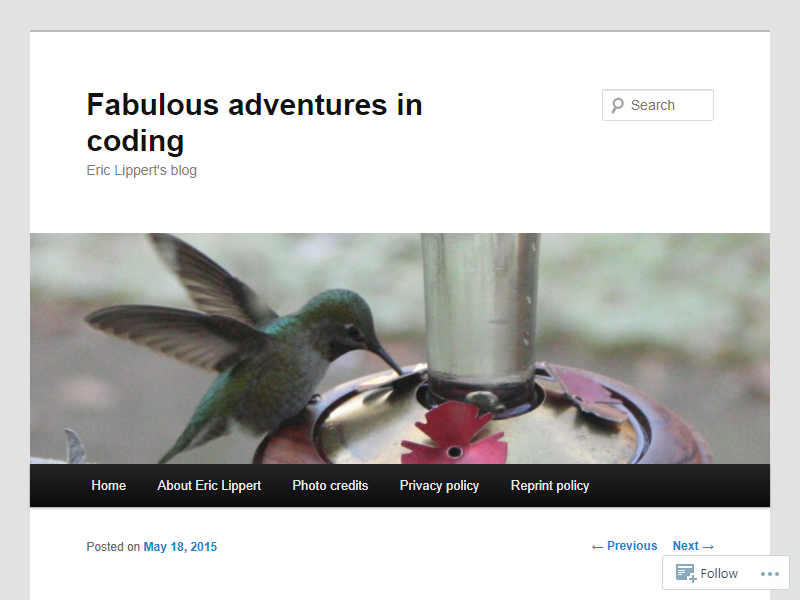 Fabulous adventures in
coding
Eric Lippert's blog
Search
Home About Eric Lippert Photo credits Privacy policy Reprint policy
Posted on May 18, 2015 ← Previous Next →
Follow